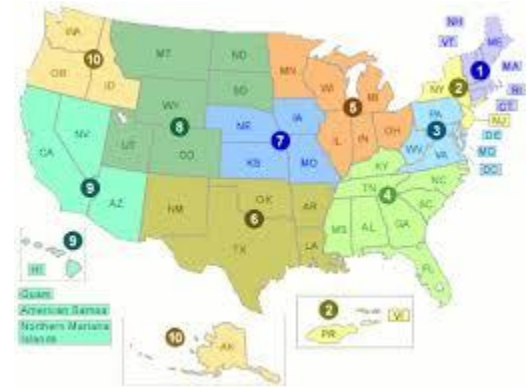 NH
WA
VT
ME
MT
ND
10
MN
1
MA
OR
ID
WI
MI
NY
2
SD
RI
5
WY
CT
PA
NJ
8
IA
3
NE
OH
DE
NV
IL
IN
7
WV
MD
UT
CO
VA
CA
DC
KS
MO
KY
NC
9
TN
4
OK
SC
AZ
NM
6
AR
MS
AL
GA
TX
LA
9
FL
HI
Guam
American Samoa
2
VI
Northern Mariana
10
PR
Islands
AK